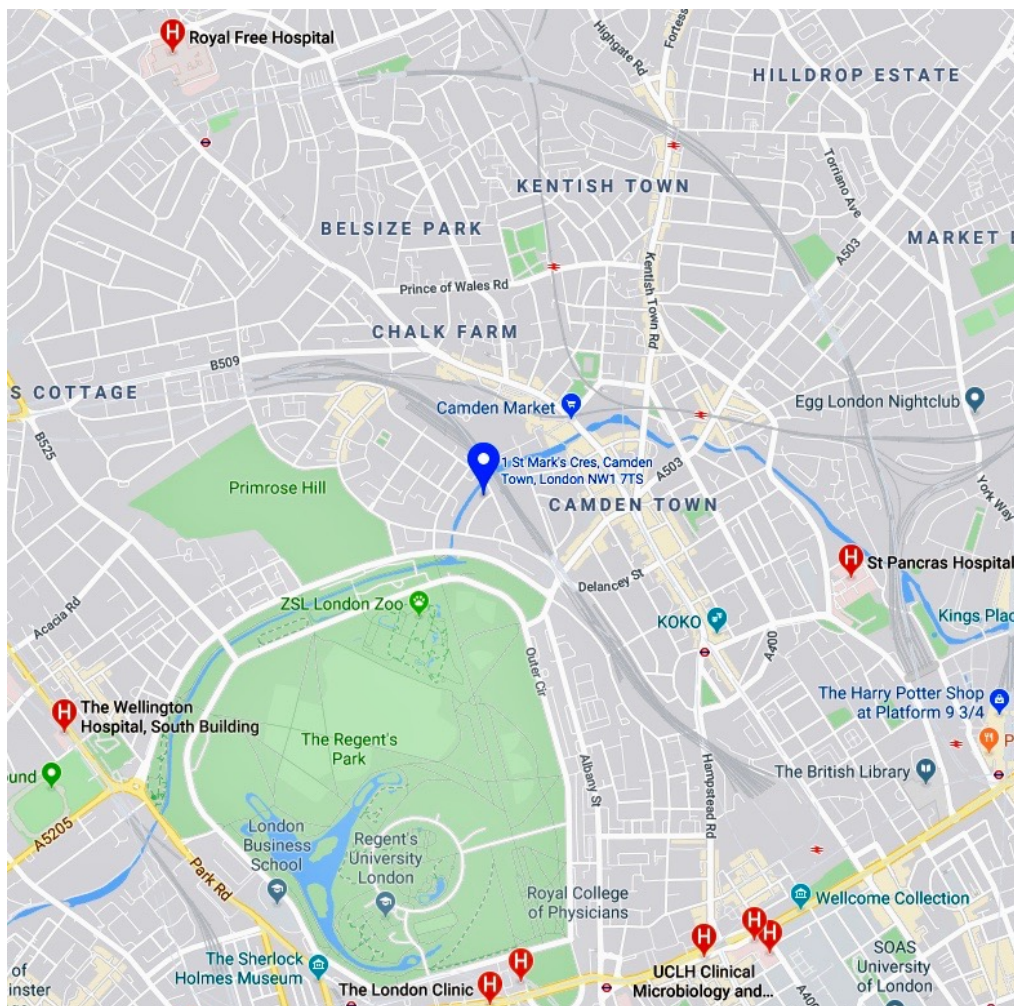 Royal Free Hospital
Highgate Rd
Fortess
HILLDROP ESTATE
Torriano Ave
KENTISH TOWN
BELSIZE PARK
A503
MARKET
Kentish Town Rd
Prince of Wales Rd
CHALK FARM
B509
S COTTAGE
Camden Market
Egg London Nightclub
B525
1 St Mark's Cres, Camden
Town, London NW1 7TS
A503
Primrose Hill
CAMDEN TOWN
York Way
St Pancras Hospital
Delancey St
ZSL London Zoo
Acacia Rd
KOKO
Kings Plac
A400
Outer Cir
The Wellington
Hospital, South Building
The Harry Potter Shop
at Platform 9 3/4
The Regent's
Park
P
ound
Albany St
Hampstead Rd
The British Library
A5205
London
Business
School
Regent's
University
London
Park Rd
Royal College
of Physicians
Wellcome Collection
The Sherlock
Holmes Museum
The London Clinic
UCLH Clinical
Microbiology and...
SOAS
University
of London
of
inster
A400
London